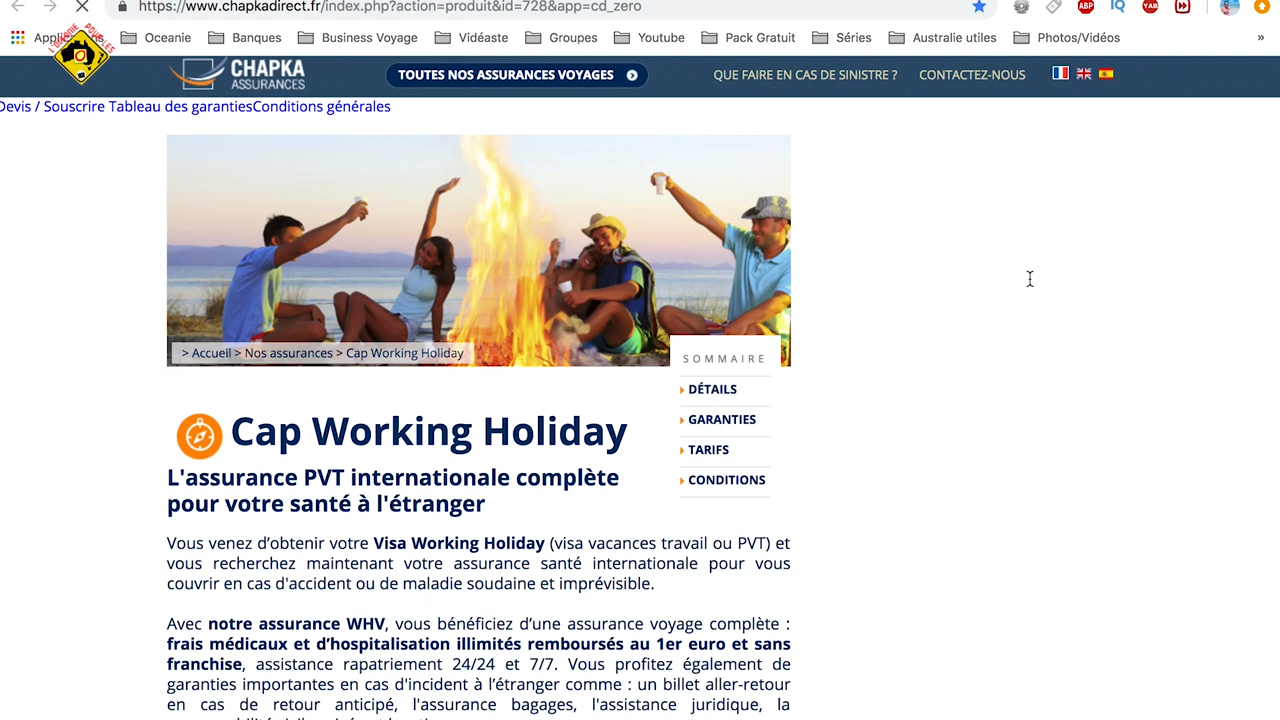 https://www.chapkadirect.fr/index.php?action=produit&id=728&app=cd_zero
Oceanie Banques Business Voyage Vidéaste Groupes Youtube Pack Gratuit Séries Australie utiles Photos/Vidéos »
CHAPKA
ASSURANCES
TOUTES NOS ASSURANCES VOYAGES
QUE FAIRE EN CAS DE SINISTRE ?
CONTACTEZ-NOUS
Devis / Souscrire Tableau des garantiesConditions générales
> Accueil > Nos assurances > Cap Working Holiday
SOMMAIRE
DÉTAILS
GARANTIES
TARIFS
CONDITIONS
Cap Working Holiday
L'assurance PVT internationale complète
pour votre santé à l'étranger
Vous venez d’obtenir votre Visa Working Holiday (visa vacances travail ou PVT) et
vous recherchez maintenant votre assurance santé internationale pour vous
couvrir en cas d'accident ou de maladie soudaine et imprévisible.
Avec notre assurance WHV, vous bénéficiez d’une assurance voyage complète :
frais médicaux et d’hospitalisation illimités remboursés au 1er euro et sans
franchise, assistance rapatriement 24/24 et 7/7. Vous profitez également de
garanties importantes en cas d'incident à l’étranger comme : un billet aller-retour
en cas de retour anticipé, l'assurance bagages, l'assistance juridique, la